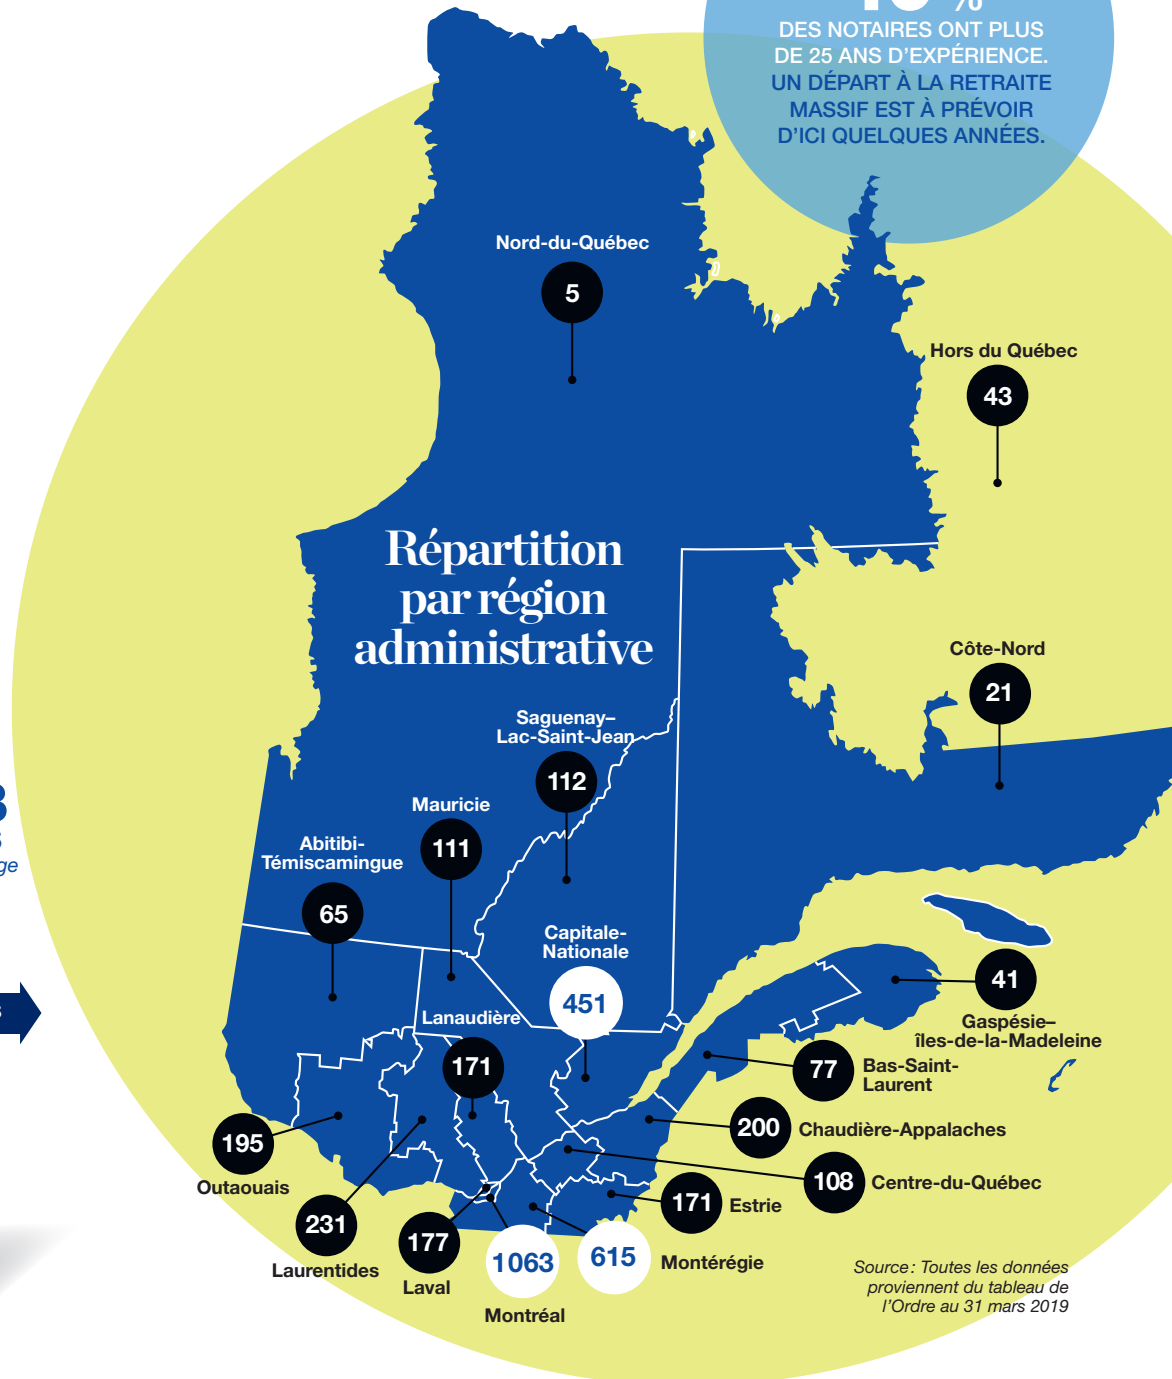 DES NOTAIRES ONT PLUS
DE 25 ANS D'EXPÉRIENCE.
UN DÉPART À LA RETRAITE
MASSIF EST À PRÉVOIR
D'ICI QUELQUES ANNÉES.
Nord-du-Québec
5
Hors du Québec
43
Répartition
par région
administrative
Côte-Nord
21
Saguenay–
Lac-Saint-Jean
112
Mauricie
111
Abitibi-
Témiscamingue
65
Capitale-
Nationale
451
41
Gaspésie–
îles-de-la-Madeleine
Lanaudière
171
77
Bas-Saint-
Laurent
200 Chaudière-Appalaches
195
Outaouais
108 Centre-du-Québec
171 Estrie
231
Laurentides
177
Laval
1063
Montréal
615 Montérégie
Source : Toutes les données
proviennent du tableau de
l'Ordre au 31 mars 2019